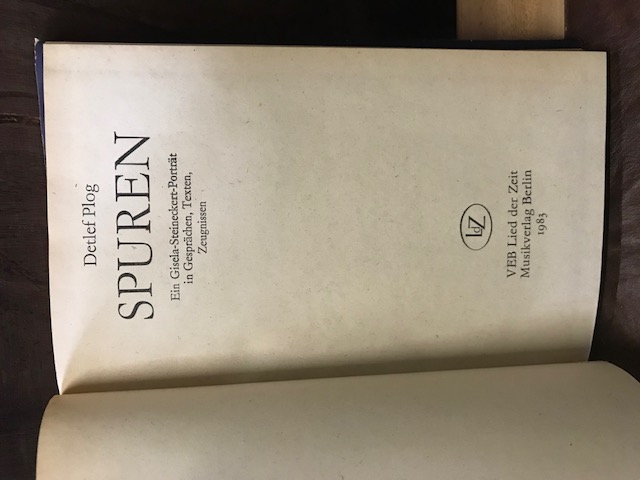 Detlef Plog
SPUREN
Ein Gisela-Steineckert-Porträt
in Gesprächen, Texten,
Zeugnissen
LdZ
VEB Lied der Zeit
Musikverlag Berlin
1983